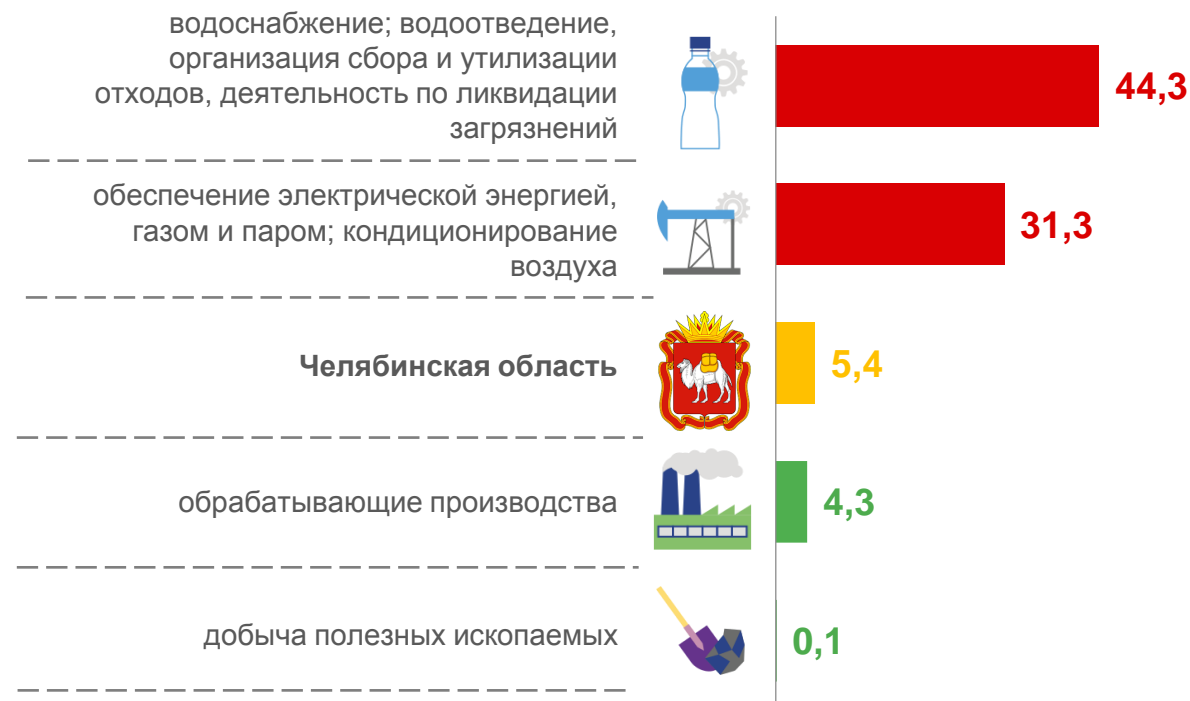 водоснабжение; водоотведение,
организация сбора и утилизации
отходов, деятельность по ликвидации
загрязнений
44,3
обеспечение электрической энергией,
газом и паром; кондиционирование
воздуха
31,3
Челябинская область
5,4
обрабатывающие производства
4,3
добыча полезных ископаемых
0,1